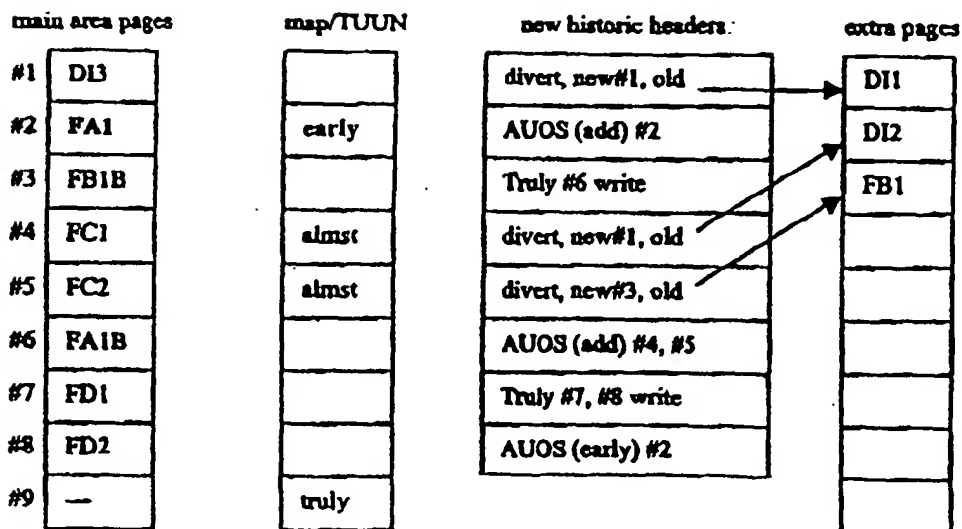 main area pages
map/TUUN
new historic headers:
extra pages
#1 DI3
#2 FA1
#3 FB1B
#4 FC1
#5 FC2
#6 FA1B
#7 FD1
#8 FD2
#9 —
early
almst
almst
truly
divert, new#1, old
AUOS (add) #2
Truly #6 write
divert, new#1, old
divert, new#3, old
AUOS (add) #4, #5
Truly #7, #8 write
AUOS (early) #2
DI1
DI2
FB1